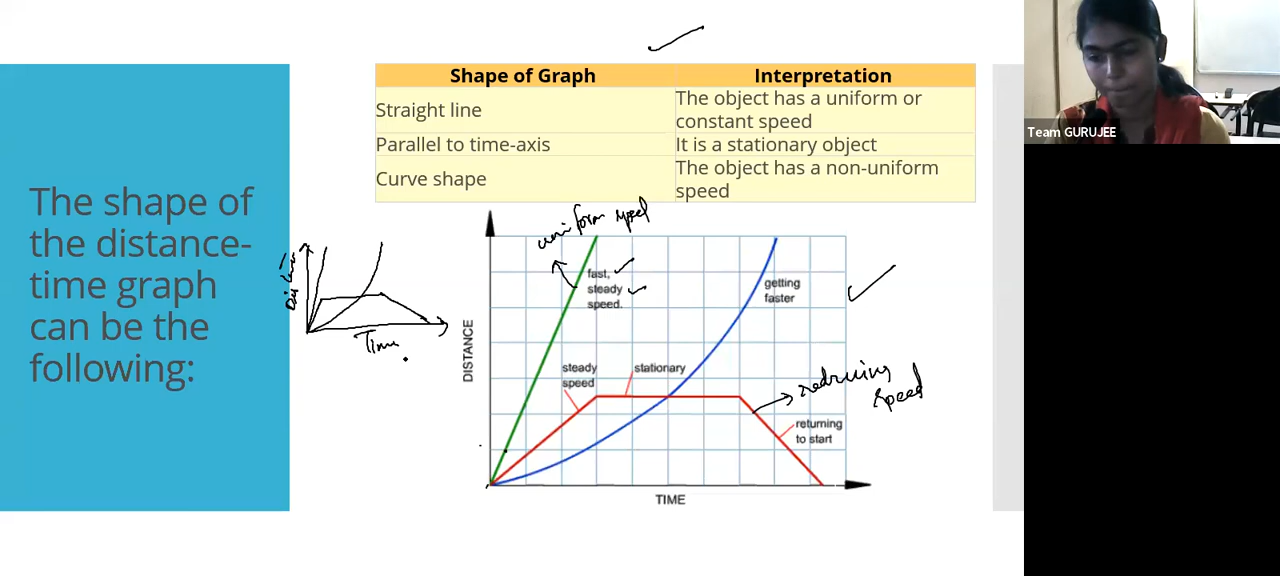 The shape of
the distance-
time graph
can be the
following:
Shape of Graph
Interpretation
Straight line
The object has a uniform or
constant speed
Parallel to time-axis
It is a stationary object
Curve shape
The object has a non-uniform
speed
uniform speed
fast,
steady
speed.
getting
faster
steady
speed
stationary
reducing
speed
returning
to start
DISTANCE
TIME
Time
Team GURUJEE